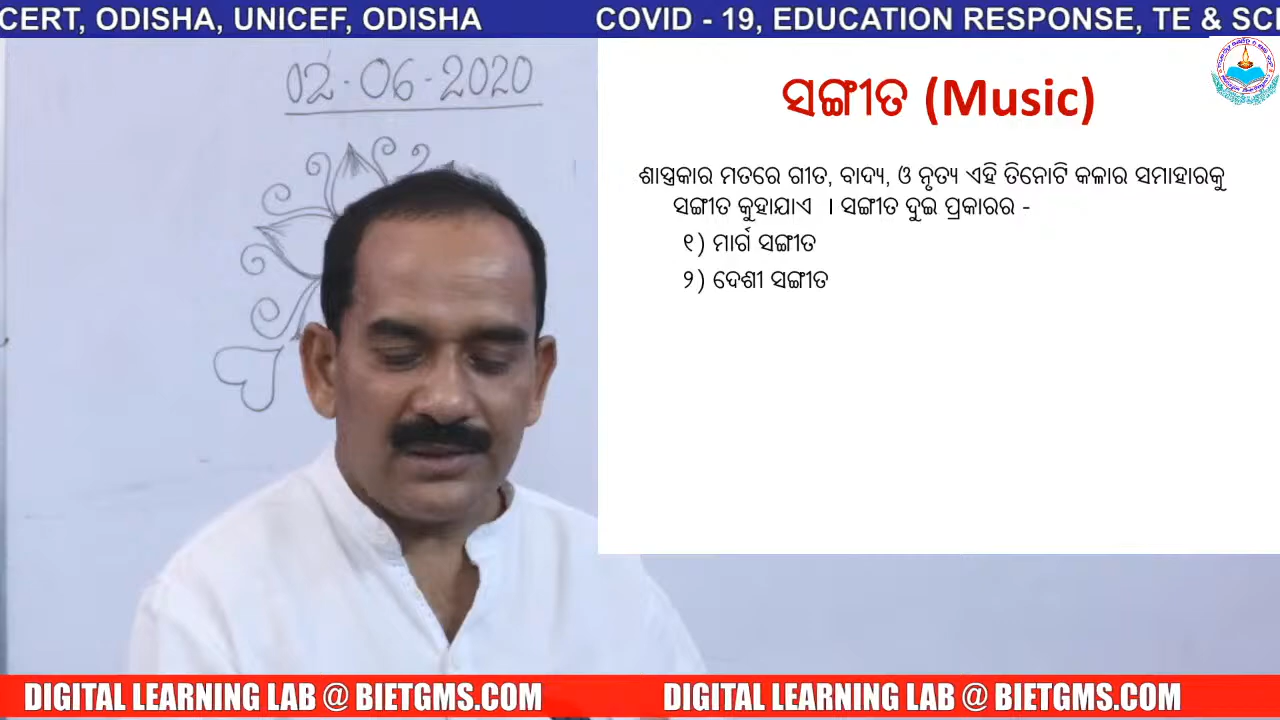 CERT, ODISHA, UNICEF, ODISHA COVID - 19, EDUCATION RESPONSE, TE &
02-06-2020
ସଙ୍ଗୀତ (Music)
ଶାସ୍ତ୍ରକାର ମତରେ ଗୀତ, ବାଦ୍ୟ, ଓ ନୃତ୍ୟ ଏହି ତିନୋଟି କଳାର ସମାହାରକୁ
ସଙ୍ଗୀତ କୁହାଯାଏ । ସଙ୍ଗୀତ ଦୁଇ ପ୍ରକାରର -
୧) ମାର୍ଗ ସଙ୍ଗୀତ
୨) ଦେଶୀ ସଙ୍ଗୀତ
DIGITAL LEARNING LAB @ BIETGMS.COM DIGITAL LEARNING LAB @ BIETGMS.COM